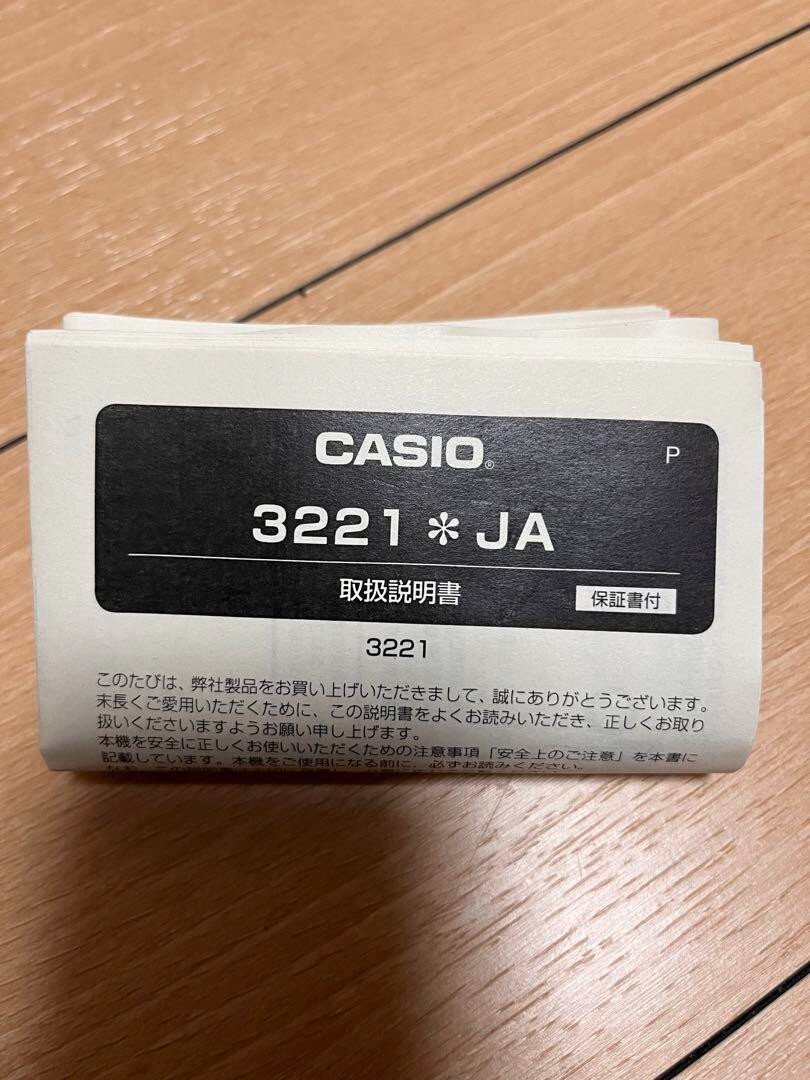 CASIO®
P
3221＊JA
取扱説明書
保証書付
3221
このたびは、弊社製品をお買い上げいただきまして、誠にありがとうございます。
末長くご愛用いただくために、この説明書をよくお読みいただき、正しくお取り
扱いくださいますようお願い申し上げます。
本機を安全に正しくお使いいただくための注意事項「安全上のご注意」を本書に
記載しています。本機をご使用になる前に、必ずお読みください。